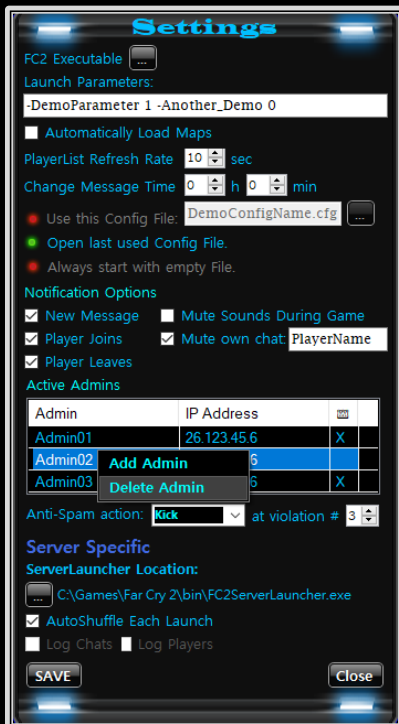 Settings
FC2 Executable ...
Launch Parameters:
-DemoParameter 1 -Another_Demo 0
Automatically Load Maps
PlayerList Refresh Rate 10 sec
Change Message Time 0 h 0 min
Use this Config File: DemoConfigName.cfg ...
Open last used Config File.
Always start with empty File.
Notification Options
New Message Mute Sounds During Game
Player Joins Mute own chat: PlayerName
Player Leaves
Active Admins
Admin IP Address
Admin01 26.123.45.6 X
Admin02 6
Add Admin
Admin03 6 X
Delete Admin
Anti-Spam action: Kick at violation # 3
Server Specific
ServerLauncher Location:
... C:\Games\Far Cry 2\bin\FC2ServerLauncher.exe
AutoShuffle Each Launch
Log Chats Log Players
SAVE Close